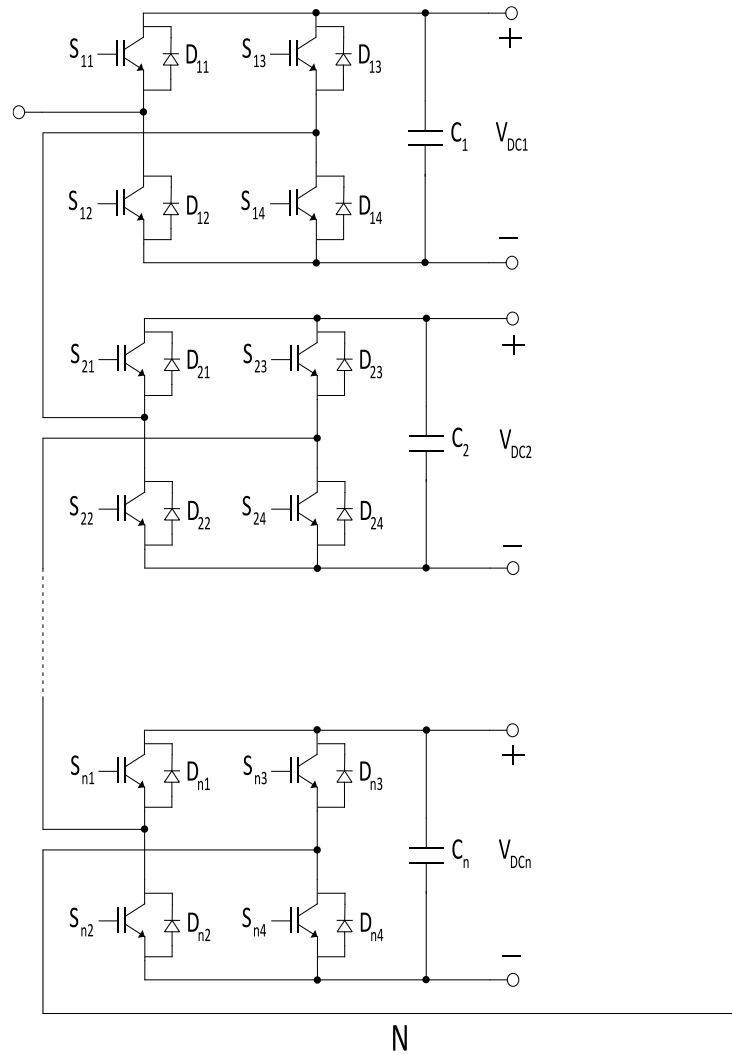 S11 D11 S13 D13 +
C1 VDC1
S12 D12 S14 D14
−
S21 D21 S23 D23 +
C2 VDC2
S22 D22 S24 D24
−
Sn1 Dn1 Sn3 Dn3 +
Cn VDCn
Sn2 Dn2 Sn4 Dn4
−
N